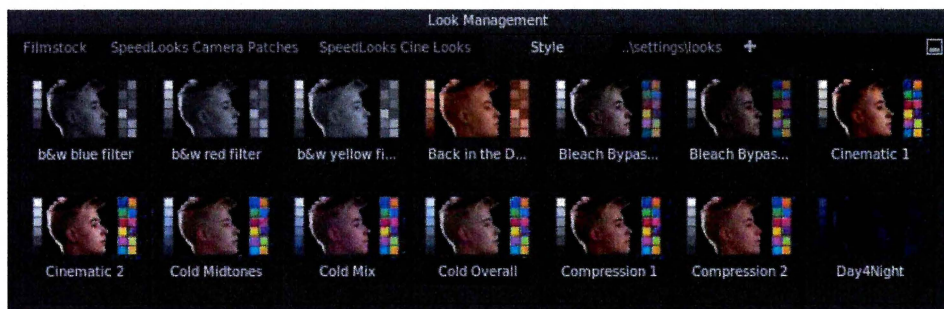 Look Management
Filmstock SpeedLooks Camera Patches SpeedLooks Cine Looks Style ..\settings\looks +
b&w blue filter b&w red filter b&w yellow fi... Back in the D... Bleach Bypas... Bleach Bypas... Cinematic 1
Cinematic 2 Cold Midtones Cold Mix Cold Overall Compression 1 Compression 2 Day4Night